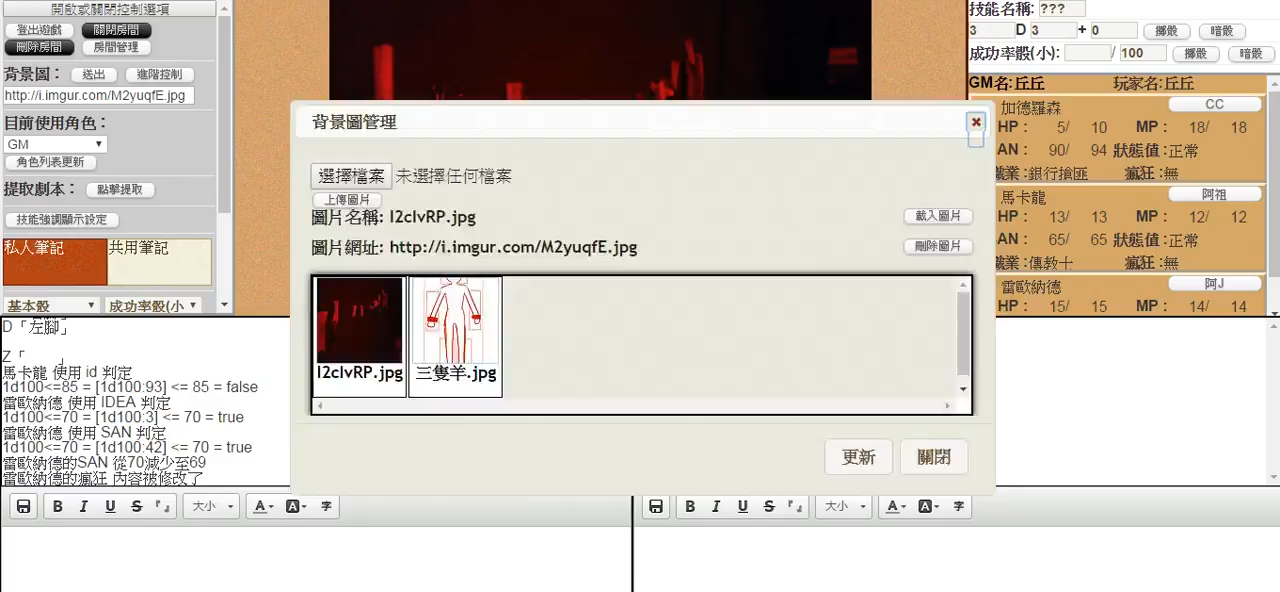 開啟或關閉控制選項
登出遊戲 關閉房間
刪除房間 房間管理
背景圖： 送出 進階控制
http://i.imgur.com/M2yuqfE.jpg
目前使用角色：
GM
角色列表更新
提取劇本： 點擊提取
技能強調顯示設定
私人筆記 共用筆記
基本骰 成功率骰(小
背景圖管理
選擇檔案 未選擇任何檔案
上傳圖片
圖片名稱: I2clvRP.jpg 載入圖片
圖片網址: http://i.imgur.com/M2yuqfE.jpg 刪除圖片
I2clvRP.jpg 三隻羊.jpg
更新 關閉
技能名稱: ???
3 D 3 + 0 擲骰 暗骰
成功率骰(小): / 100 擲骰 暗骰
GM名:丘丘 玩家名:丘丘
加德羅森 CC
HP : 5/ 10 MP : 18/ 18
AN : 90/ 94 狀態值 :正常
職業 :銀行搶匪 瘋狂 :無
馬卡龍 阿祖
HP : 13/ 13 MP : 12/ 12
AN : 65/ 65 狀態值 :正常
職業 :傳教士 瘋狂 :無
雷歐納德 阿J
HP : 15/ 15 MP : 14/ 14
D「左腳」
Z「 」
馬卡龍 使用 id 判定
1d100<=85 = [1d100:93] <= 85 = false
雷歐納德 使用 IDEA 判定
1d100<=70 = [1d100:3] <= 70 = true
雷歐納德 使用 SAN 判定
1d100<=70 = [1d100:42] <= 70 = true
雷歐納德的SAN 從70減少至69
雷歐納德的瘋狂 內容被修改了
B I U S 『』 大小 A A 字
B I U S 『』 大小 A A 字